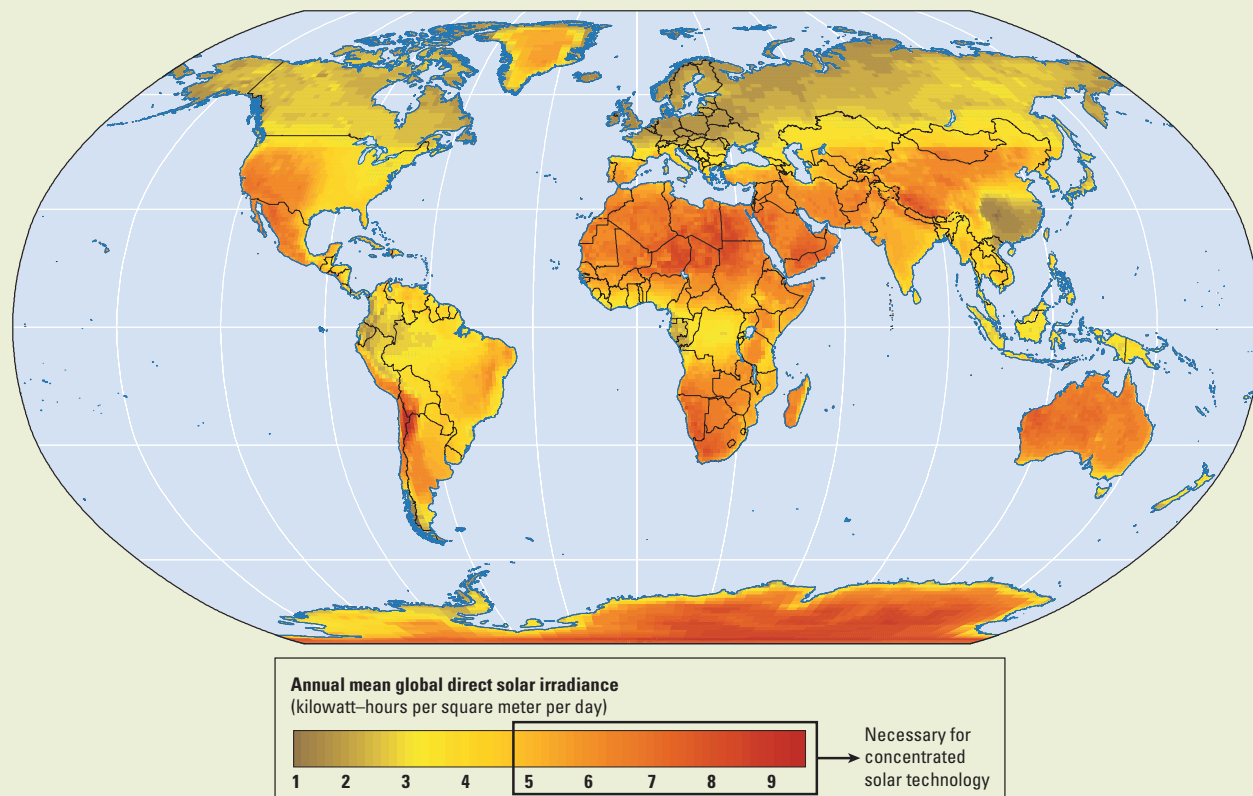 Annual mean global direct solar irradiance
(kilowatt–hours per square meter per day)
1 2 3 4 5 6 7 8 9
Necessary for
concentrated
solar technology